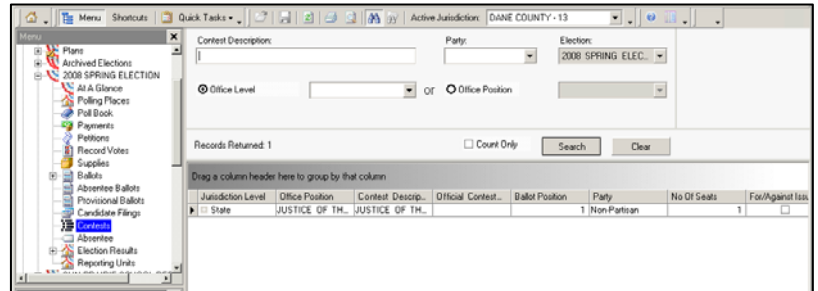 Menu Shortcuts Quick Tasks Active Jurisdiction: DANE COUNTY - 13
Menu
Plans
Archived Elections
2008 SPRING ELECTION
At A Glance
Polling Places
Poll Book
Payments
Petitions
Record Votes
Supplies
Ballots
Absentee Ballots
Provisional Ballots
Candidate Filings
Contests
Absentee
Election Results
Reporting Units
Contest Description: Party: Election:
2008 SPRING ELEC...
Office Level or Office Position
Records Returned: 1 Count Only Search Clear
Drag a column header here to group by that column
Jurisdiction Level Office Position Contest Descrip... Official Contest... Ballot Position Party No Of Seats For/Against Issu
State JUSTICE OF TH... JUSTICE OF TH... 1 Non-Partisan 1